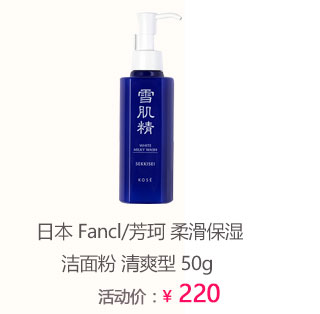 雪
肌
精
WHITE
MILKY WASH
SEKKISEI
KOSÉ
日本 Fancl/芳珂 柔滑保湿
洁面粉 清爽型 50g
活动价：¥ 220